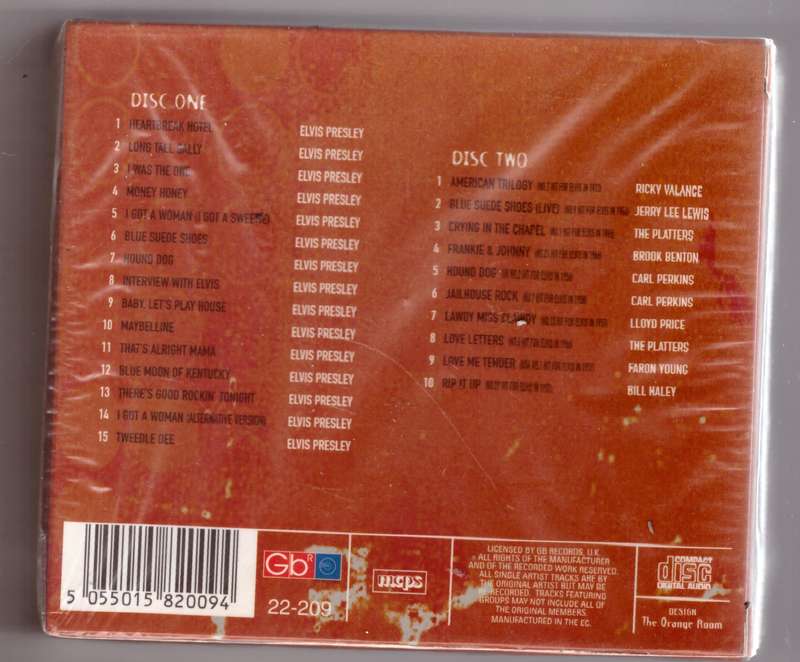 DISC ONE
1 HEARTBREAK HOTEL ELVIS PRESLEY
2 LONG TALL SALLY ELVIS PRESLEY
3 I WAS THE ONE ELVIS PRESLEY
4 MONEY HONEY ELVIS PRESLEY
5 I GOT A WOMAN (I GOT A SWEETIE) ELVIS PRESLEY
6 BLUE SUEDE SHOES ELVIS PRESLEY
7 HOUND DOG ELVIS PRESLEY
8 INTERVIEW WITH ELVIS ELVIS PRESLEY
9 BABY, LET'S PLAY HOUSE ELVIS PRESLEY
10 MAYBELLINE ELVIS PRESLEY
11 THAT'S ALRIGHT MAMA ELVIS PRESLEY
12 BLUE MOON OF KENTUCKY ELVIS PRESLEY
13 THERE'S GOOD ROCKIN' TONIGHT ELVIS PRESLEY
14 I GOT A WOMAN (ALTERNATIVE VERSION) ELVIS PRESLEY
15 TWEEDLE DEE ELVIS PRESLEY
DISC TWO
1 AMERICAN TRILOGY RICKY VALANCE
2 BLUE SUEDE SHOES (LIVE) JERRY LEE LEWIS
3 CRYING IN THE CHAPEL THE PLATTERS
4 FRANKIE & JOHNNY BROOK BENTON
5 HOUND DOG CARL PERKINS
6 JAILHOUSE ROCK CARL PERKINS
7 LAWDY MISS CLAWDY LLOYD PRICE
8 LOVE LETTERS THE PLATTERS
9 LOVE ME TENDER FARON YOUNG
10 RIP IT UP BILL HALEY
5 055015 820094
Gb R
22-209
mcps
LICENSED BY GB RECORDS, U.K.
ALL RIGHTS OF THE MANUFACTURER
AND OF THE RECORDED WORK RESERVED.
ALL SINGLE ARTIST TRACKS ARE BY
THE ORIGINAL ARTIST BUT MAY BE
RE RECORDED. TRACKS FEATURING
GROUPS MAY NOT INCLUDE ALL OF
THE ORIGINAL MEMBERS.
MANUFACTURED IN THE EC.
COMPACT
disc
DIGITAL AUDIO
DESIGN
The Orange Room